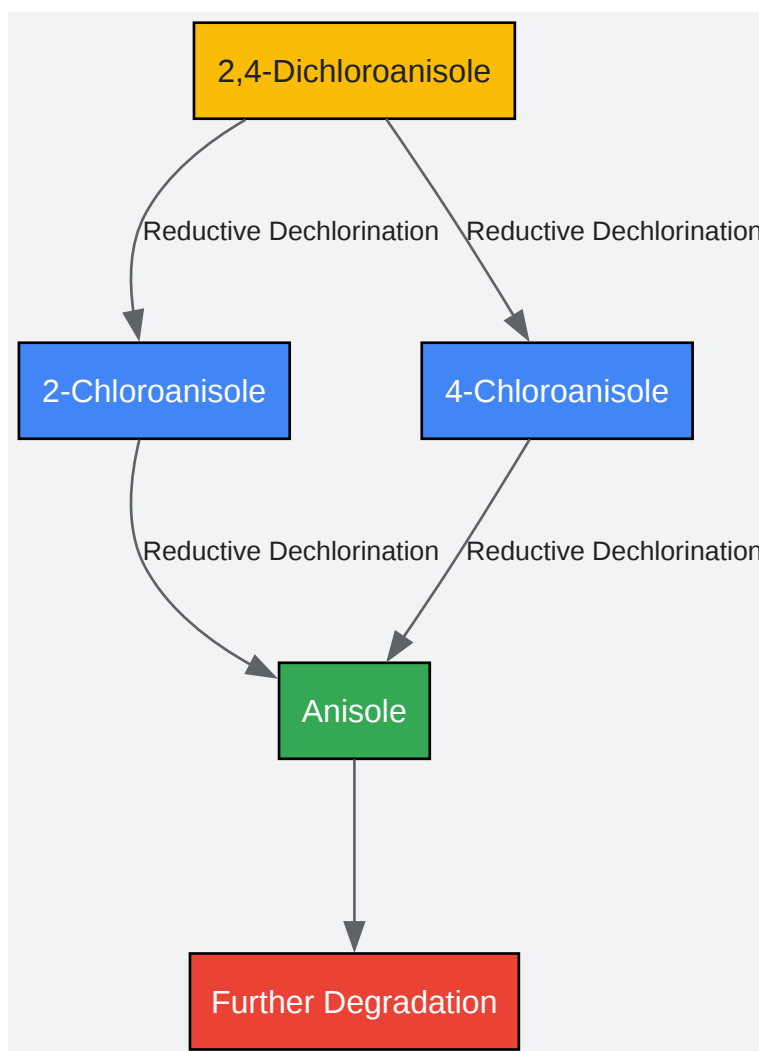 2,4-Dichloroanisole
Reductive Dechlorination
Reductive Dechlorination
2-Chloroanisole
4-Chloroanisole
Reductive Dechlorination
Reductive Dechlorination
Anisole
Further Degradation